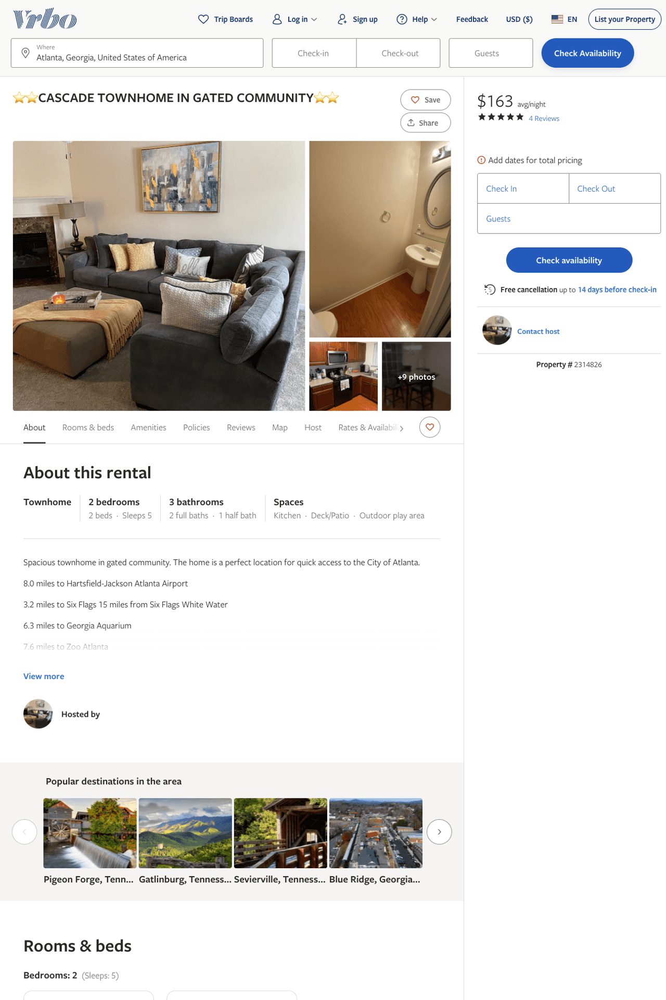 Vrbo
Trip Boards
Log in
Sign up
Help
Feedback
USD ($)
EN
List your Property
Where
Atlanta, Georgia, United States of America
Check-in
Check-out
Guests
Check Availability
⭐⭐CASCADE TOWNHOME IN GATED COMMUNITY⭐⭐
Save
Share
$163 avg/night
4 Reviews
Add dates for total pricing
Check In
Check Out
Guests
Check availability
Free cancellation up to 14 days before check-in
Contact host
Property # 2314826
hello
+9 photos
About
Rooms & beds
Amenities
Policies
Reviews
Map
Host
Rates & Availabili
About this rental
Townhome
2 bedrooms
2 beds · Sleeps 5
3 bathrooms
2 full baths · 1 half bath
Spaces
Kitchen · Deck/Patio · Outdoor play area
Spacious townhome in gated community. The home is a perfect location for quick access to the City of Atlanta.
8.0 miles to Hartsfield-Jackson Atlanta Airport
3.2 miles to Six Flags 15 miles from Six Flags White Water
6.3 miles to Georgia Aquarium
7.6 miles to Zoo Atlanta
View more
Hosted by
Popular destinations in the area
Pigeon Forge, Tenn...
Gatlinburg, Tenness...
Sevierville, Tenness...
Blue Ridge, Georgia...
Rooms & beds
Bedrooms: 2 (Sleeps: 5)